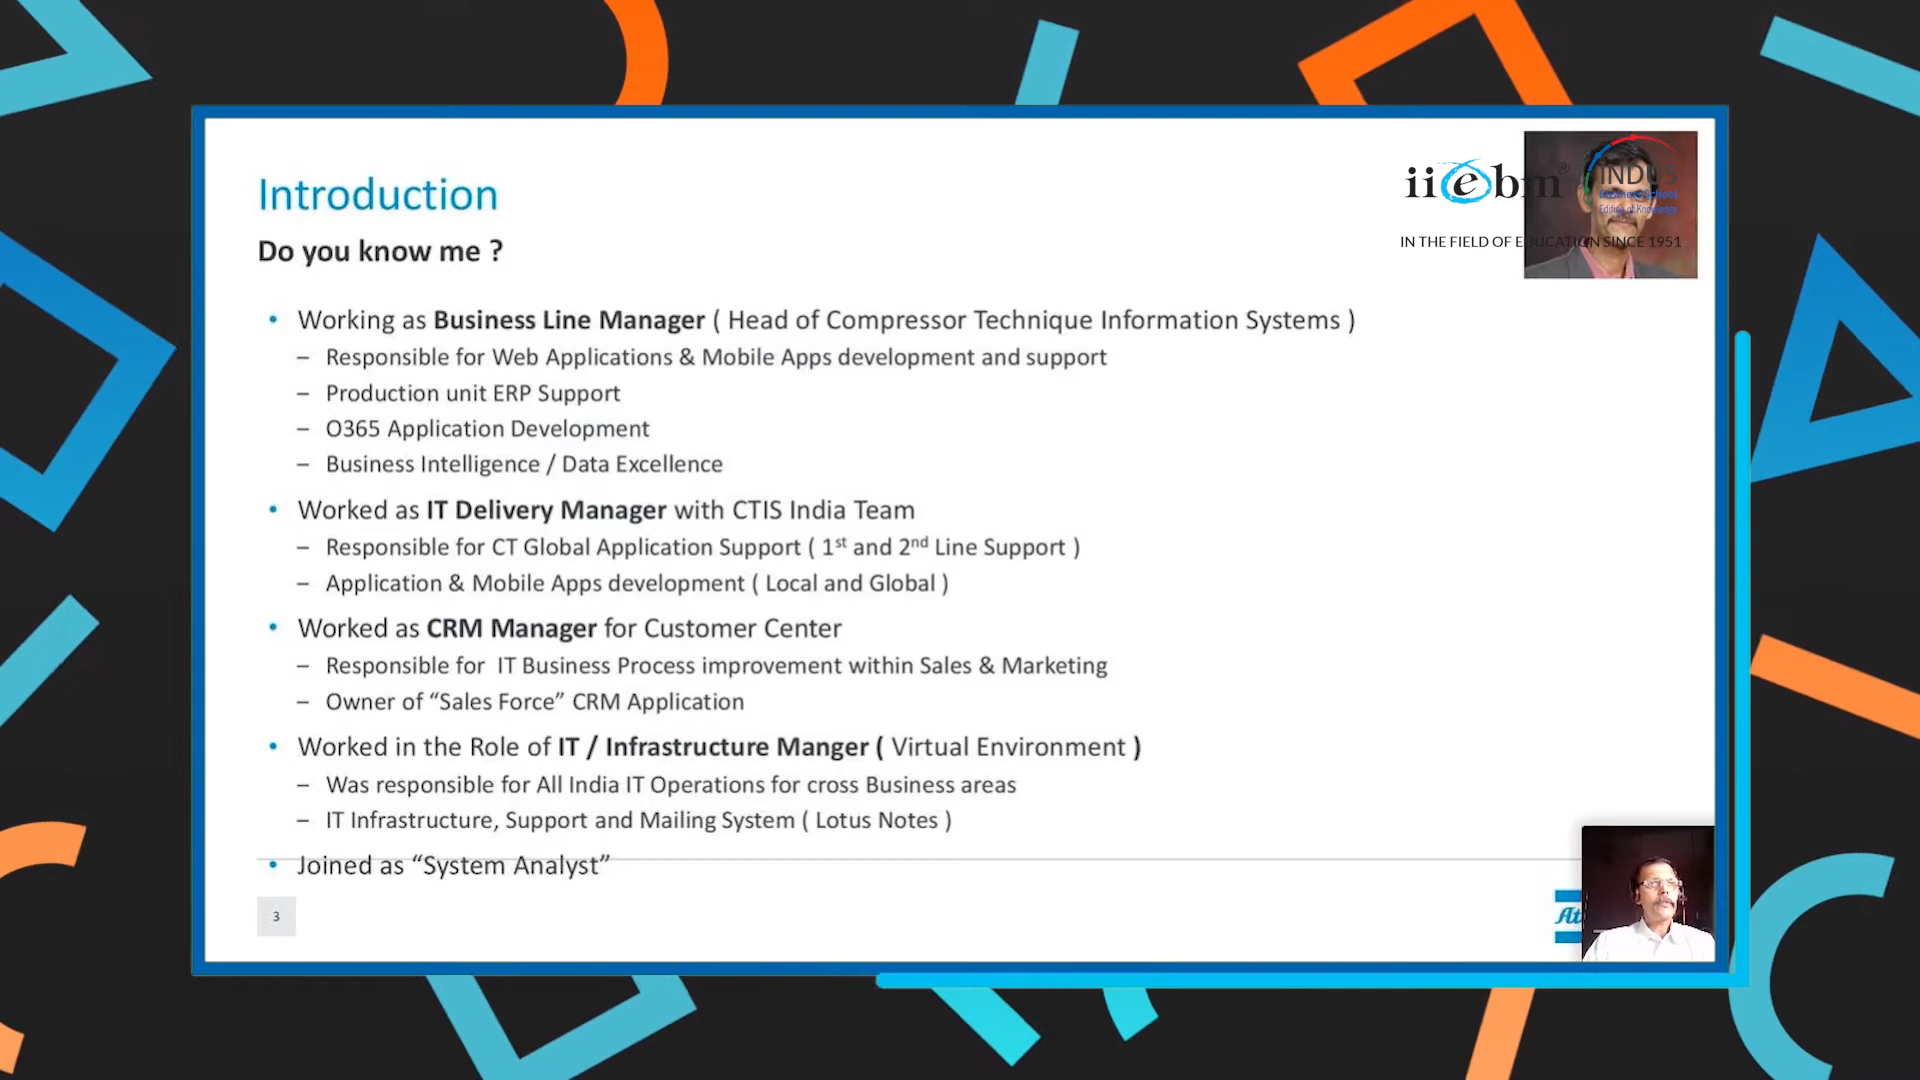 Introduction
Do you know me ?
iiebm®
INDUS
Business School
IN THE FIELD OF EDUCATION SINCE 1951
• Working as Business Line Manager ( Head of Compressor Technique Information Systems )
– Responsible for Web Applications & Mobile Apps development and support
– Production unit ERP Support
– O365 Application Development
– Business Intelligence / Data Excellence
• Worked as IT Delivery Manager with CTIS India Team
– Responsible for CT Global Application Support ( 1st and 2nd Line Support )
– Application & Mobile Apps development ( Local and Global )
• Worked as CRM Manager for Customer Center
– Responsible for IT Business Process improvement within Sales & Marketing
– Owner of “Sales Force” CRM Application
• Worked in the Role of IT / Infrastructure Manger ( Virtual Environment )
– Was responsible for All India IT Operations for cross Business areas
– IT Infrastructure, Support and Mailing System ( Lotus Notes )
• Joined as “System Analyst”
3